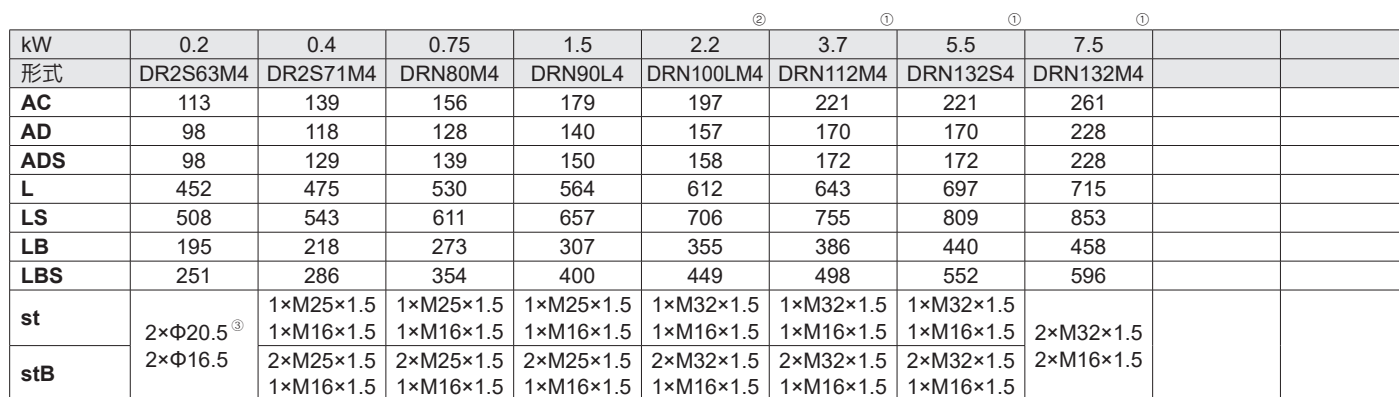 ② ① ① ①
kW 0.2 0.4 0.75 1.5 2.2 3.7 5.5 7.5
形式 DR2S63M4 DR2S71M4 DRN80M4 DRN90L4 DRN100LM4 DRN112M4 DRN132S4 DRN132M4
AC 113 139 156 179 197 221 221 261
AD 98 118 128 140 157 170 170 228
ADS 98 129 139 150 158 172 172 228
L 452 475 530 564 612 643 697 715
LS 508 543 611 657 706 755 809 853
LB 195 218 273 307 355 386 440 458
LBS 251 286 354 400 449 498 552 596
st 2×Φ20.5③ 1×M25×1.5 1×M25×1.5 1×M25×1.5 1×M32×1.5 1×M32×1.5 1×M32×1.5 2×M32×1.5
2×Φ16.5 1×M16×1.5 1×M16×1.5 1×M16×1.5 1×M16×1.5 1×M16×1.5 1×M16×1.5 2×M16×1.5
stB 2×M25×1.5 2×M25×1.5 2×M25×1.5 2×M32×1.5 2×M32×1.5 2×M32×1.5
1×M16×1.5 1×M16×1.5 1×M16×1.5 1×M16×1.5 1×M16×1.5 1×M16×1.5